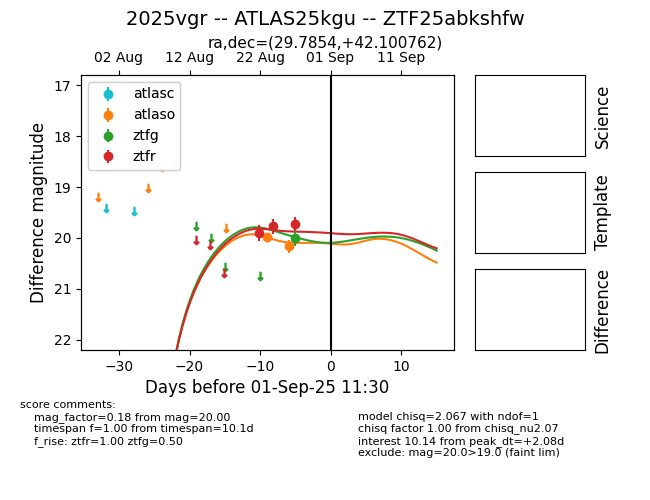 2025vgr -- ATLAS25kgu -- ZTF25abkshfw
ra,dec=(29.7854,+42.100762)
02 Aug 12 Aug 22 Aug 01 Sep 11 Sep
17
18
19
20
21
22
Difference magnitude
atlasc
atlaso
ztfg
ztfr
−30 −20 −10 0 10
Days before 01-Sep-25 11:30
Science
Template
Difference
score comments:
mag_factor=0.18 from mag=20.00
timespan f=1.00 from timespan=10.1d
f_rise: ztfr=1.00 ztfg=0.50
model chisq=2.067 with ndof=1
chisq factor 1.00 from chisq_nu2.07
interest 10.14 from peak_dt=+2.08d
exclude: mag=20.0>19.0 (faint lim)